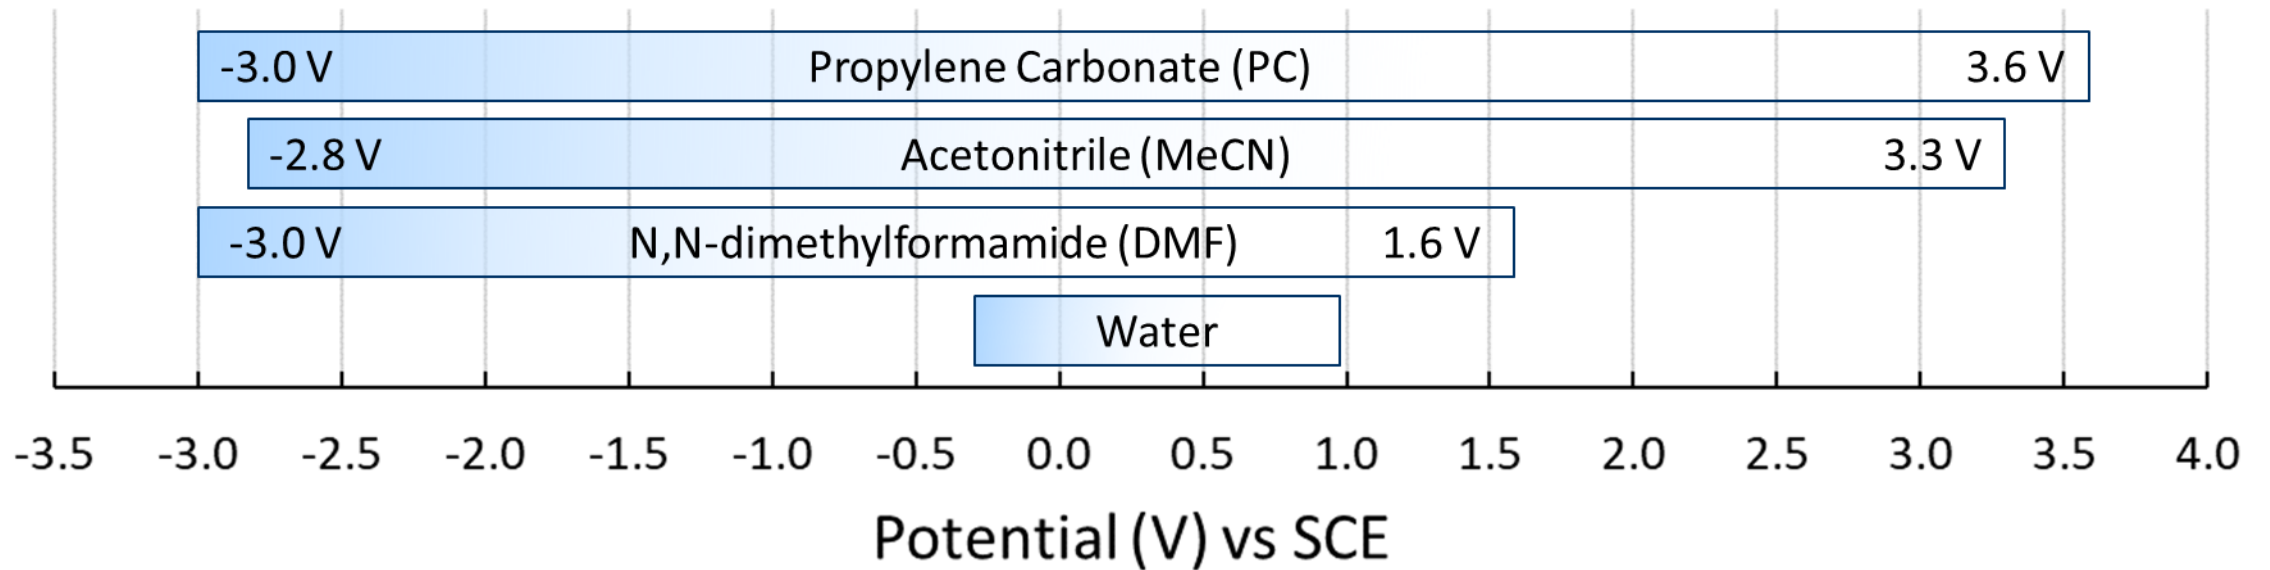 -3.0 V Propylene Carbonate (PC) 3.6 V
-2.8 V Acetonitrile (MeCN) 3.3 V
-3.0 V N,N-dimethylformamide (DMF) 1.6 V
Water
-3.5 -3.0 -2.5 -2.0 -1.5 -1.0 -0.5 0.0 0.5 1.0 1.5 2.0 2.5 3.0 3.5 4.0
Potential (V) vs SCE